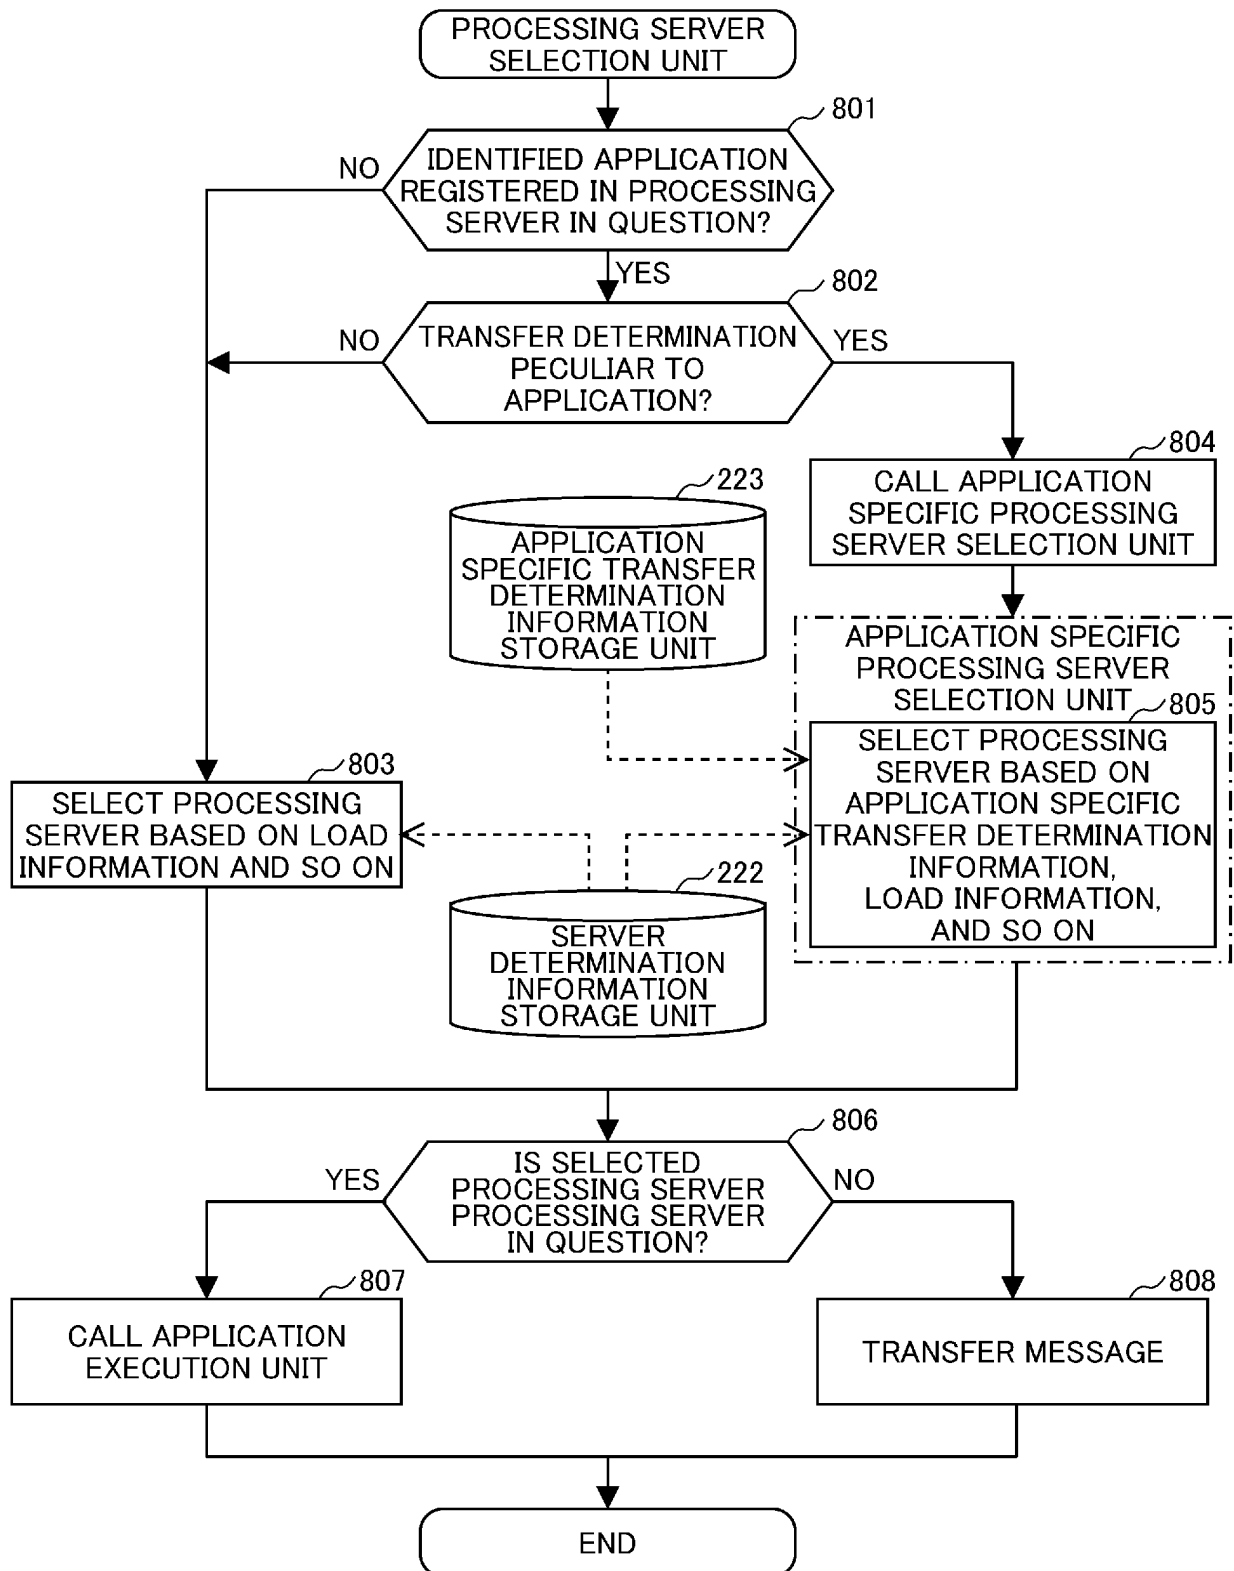 PROCESSING SERVER
SELECTION UNIT
801
IDENTIFIED APPLICATION
REGISTERED IN PROCESSING
SERVER IN QUESTION?
NO
YES
802
TRANSFER DETERMINATION
PECULIAR TO
APPLICATION?
NO
YES
804
CALL APPLICATION
SPECIFIC PROCESSING
SERVER SELECTION UNIT
223
APPLICATION
SPECIFIC TRANSFER
DETERMINATION
INFORMATION
STORAGE UNIT
APPLICATION SPECIFIC
PROCESSING SERVER
SELECTION UNIT
805
SELECT PROCESSING
SERVER BASED ON
APPLICATION SPECIFIC
TRANSFER DETERMINATION
INFORMATION,
LOAD INFORMATION,
AND SO ON
803
SELECT PROCESSING
SERVER BASED ON LOAD
INFORMATION AND SO ON
222
SERVER
DETERMINATION
INFORMATION
STORAGE UNIT
806
IS SELECTED
PROCESSING SERVER
PROCESSING SERVER
IN QUESTION?
YES
NO
807
CALL APPLICATION
EXECUTION UNIT
808
TRANSFER MESSAGE
END